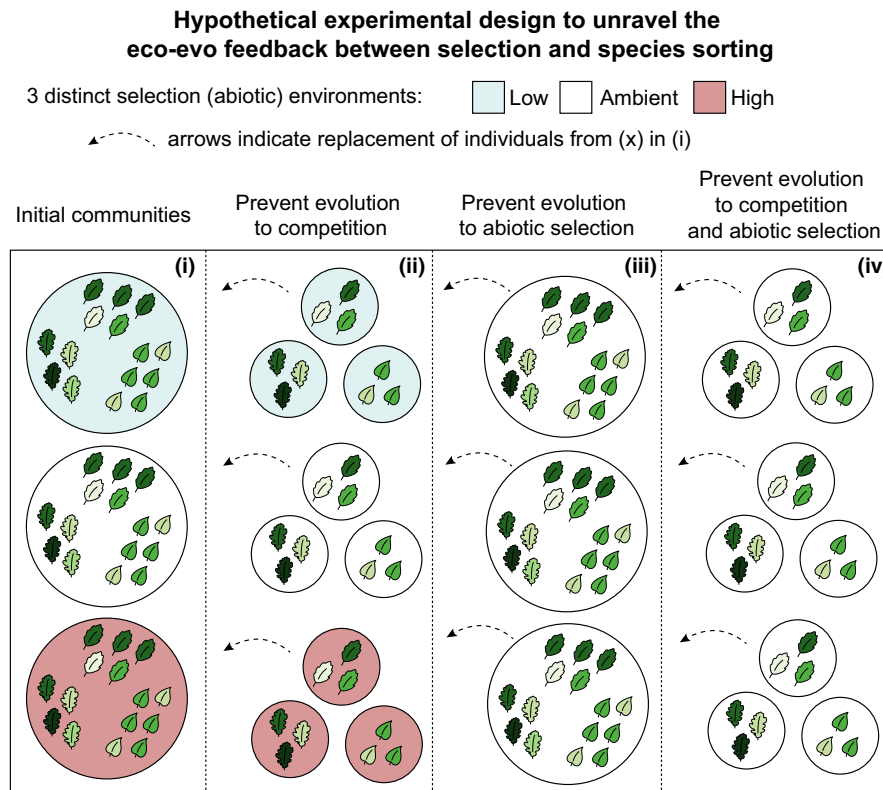 Hypothetical experimental design to unravel the
eco-evo feedback between selection and species sorting
3 distinct selection (abiotic) environments: Low Ambient High
arrows indicate replacement of individuals from (x) in (i)
Initial communities
Prevent evolution
to competition
Prevent evolution
to abiotic selection
Prevent evolution
to competition
and abiotic selection
(i)
(ii)
(iii)
(iv